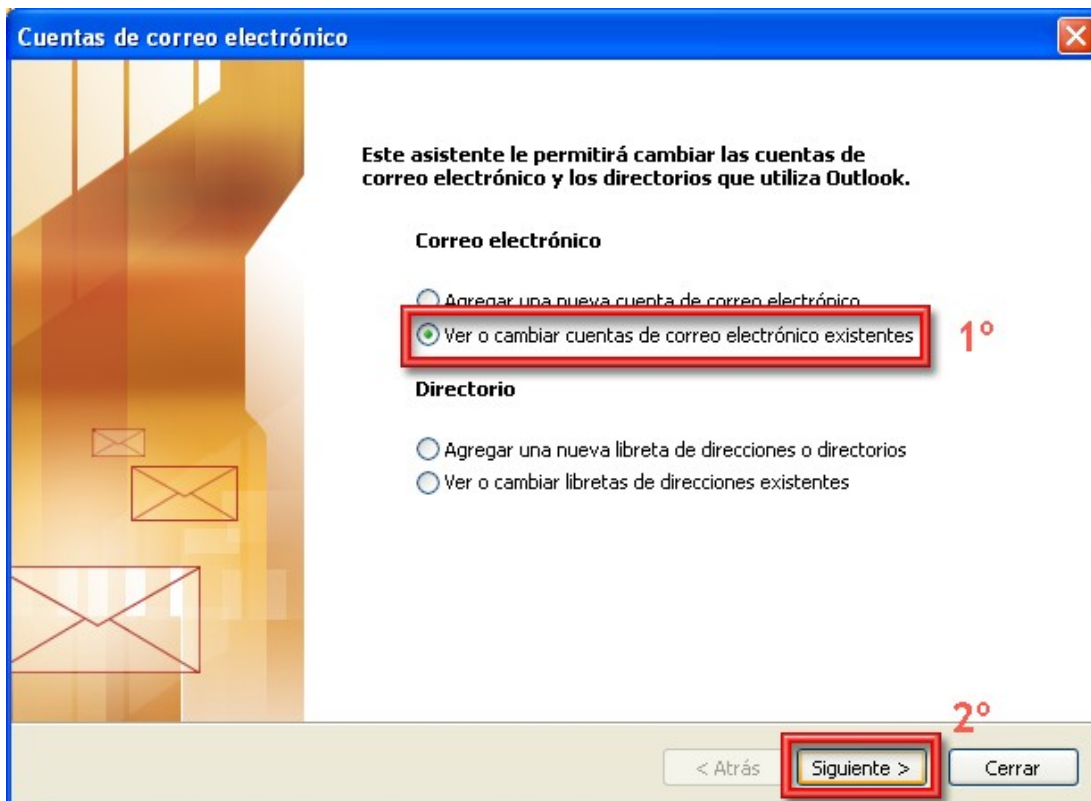 Cuentas de correo electrónico
Este asistente le permitirá cambiar las cuentas de
correo electrónico y los directorios que utiliza Outlook.
Correo electrónico
Agregar una nueva cuenta de correo electrónico
Ver o cambiar cuentas de correo electrónico existentes
1º
Directorio
Agregar una nueva libreta de direcciones o directorios
Ver o cambiar libretas de direcciones existentes
2º
< Atrás
Siguiente >
Cerrar